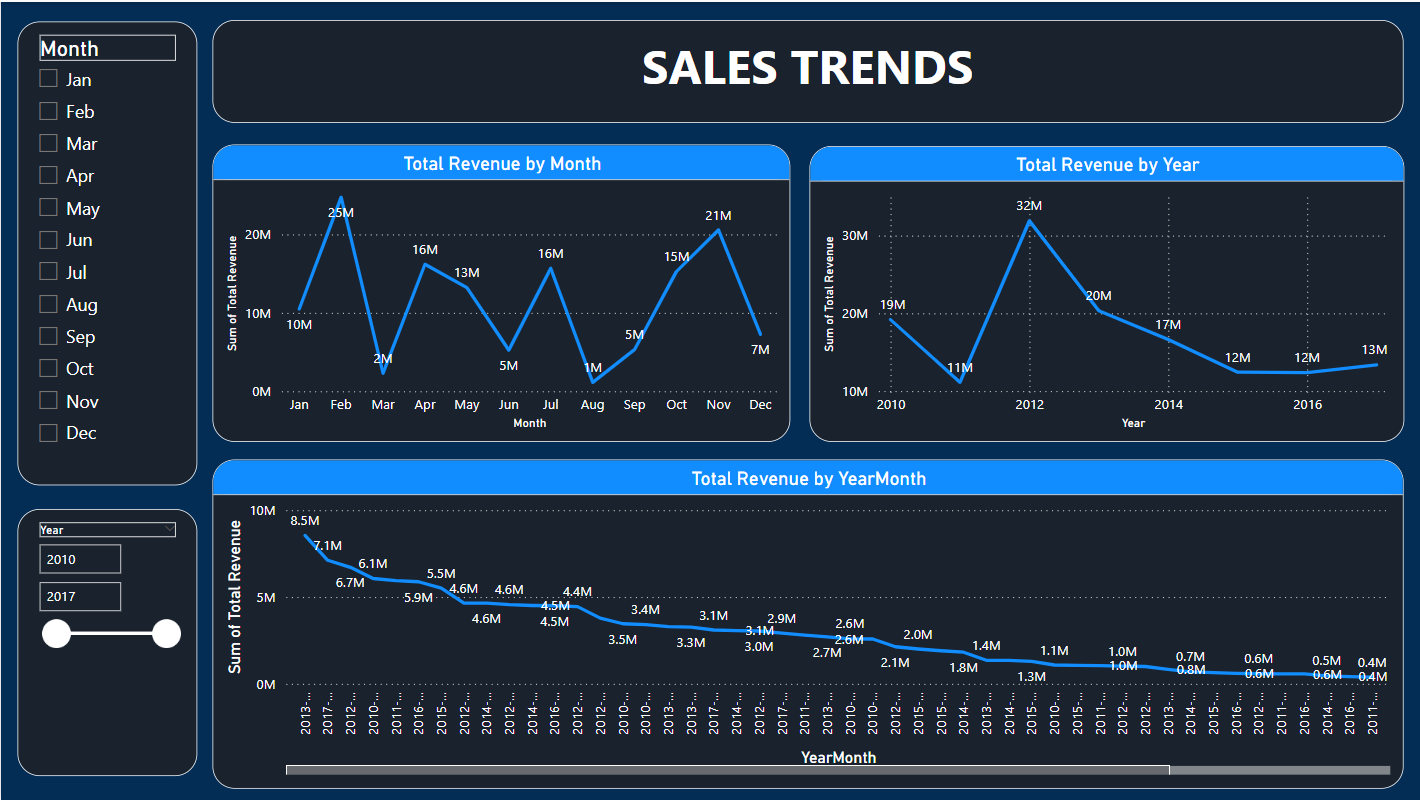 SALES TRENDS
Month
Jan
Feb
Mar
Apr
May
Jun
Jul
Aug
Sep
Oct
Nov
Dec
Year
2010
2017
Total Revenue by Month
Sum of Total Revenue
20M
10M
0M
10M
25M
2M
16M
13M
5M
16M
1M
5M
15M
21M
7M
Jan Feb Mar Apr May Jun Jul Aug Sep Oct Nov Dec
Month
Total Revenue by Year
Sum of Total Revenue
30M
20M
10M
19M
11M
32M
20M
17M
12M
12M
13M
2010 2012 2014 2016
Year
Total Revenue by YearMonth
Sum of Total Revenue
10M
5M
0M
8.5M
7.1M
6.7M
6.1M
5.9M
5.5M
4.6M
4.6M
4.6M
4.5M
4.5M
4.4M
3.5M
3.4M
3.3M
3.1M
3.1M
3.0M
2.9M
2.7M
2.6M
2.6M
2.1M
2.0M
1.8M
1.4M
1.3M
1.1M
1.0M
1.0M
0.7M
0.8M
0.6M
0.6M
0.5M
0.6M
0.4M
0.4M
2013-... 2017-... 2012-... 2010-... 2011-... 2016-... 2015-... 2012-... 2014-... 2012-... 2014-... 2016-... 2012-... 2012-... 2010-... 2010-... 2013-... 2013-... 2017-... 2014-... 2012-... 2017-... 2011-... 2013-... 2010-... 2010-... 2012-... 2015-... 2015-... 2014-... 2013-... 2014-... 2015-... 2010-... 2015-... 2011-... 2012-... 2012-... 2013-... 2014-... 2015-... 2016-... 2012-... 2011-... 2016-... 2014-... 2016-... 2011-...
YearMonth